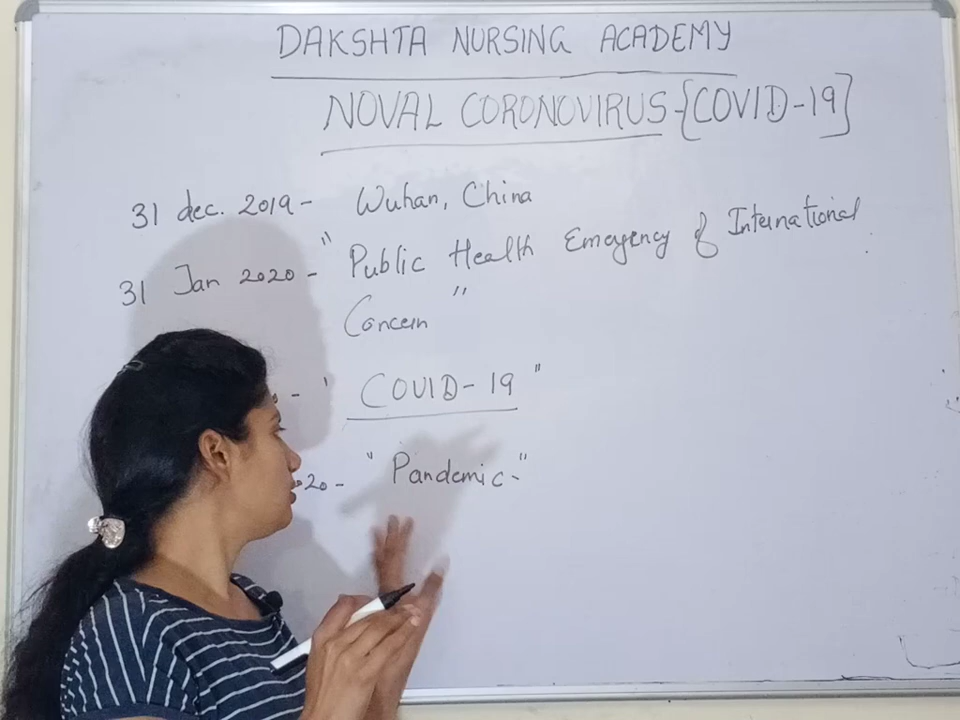 DAKSHTA NURSING ACADEMY
NOVAL CORONOVIRUS-{COVID-19]
31 dec. 2019 - Wuhan, China
31 Jan 2020 - "Public Health Emergency of International
Concern"
- "COVID-19"
20 - "Pandemic-"